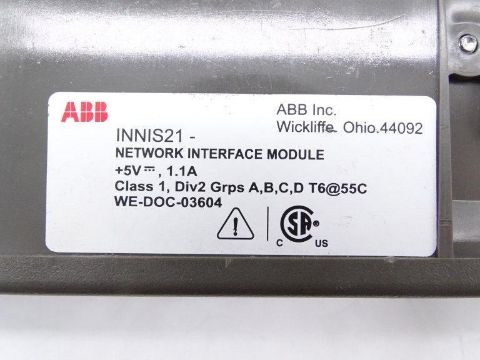 ABB
ABB Inc.
Wickliffe Ohio.44092
INNIS21 -
NETWORK INTERFACE MODULE
+5V⎓, 1.1A
Class 1, Div2 Grps A,B,C,D T6@55C
WE-DOC-03604
SA
C US